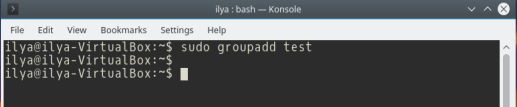 ilya : bash — Konsole
File Edit View Bookmarks Settings Help
ilya@ilya-VirtualBox:~$ sudo groupadd test
ilya@ilya-VirtualBox:~$
ilya@ilya-VirtualBox:~$